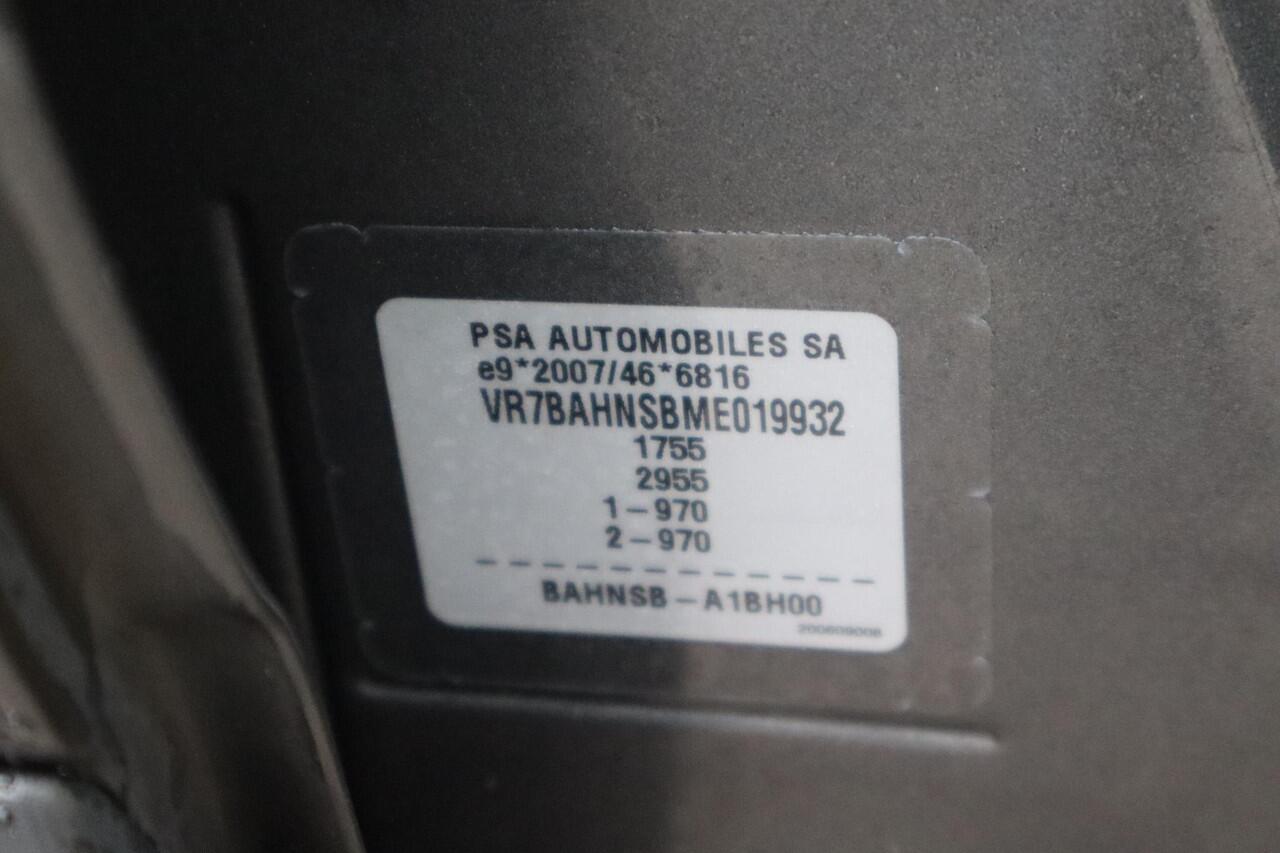 PSA AUTOMOBILES SA
e9*2007/46*6816
VR7BAHNSBME019932
1755
2955
1-970
2-970
BAHNSB-A1BH00